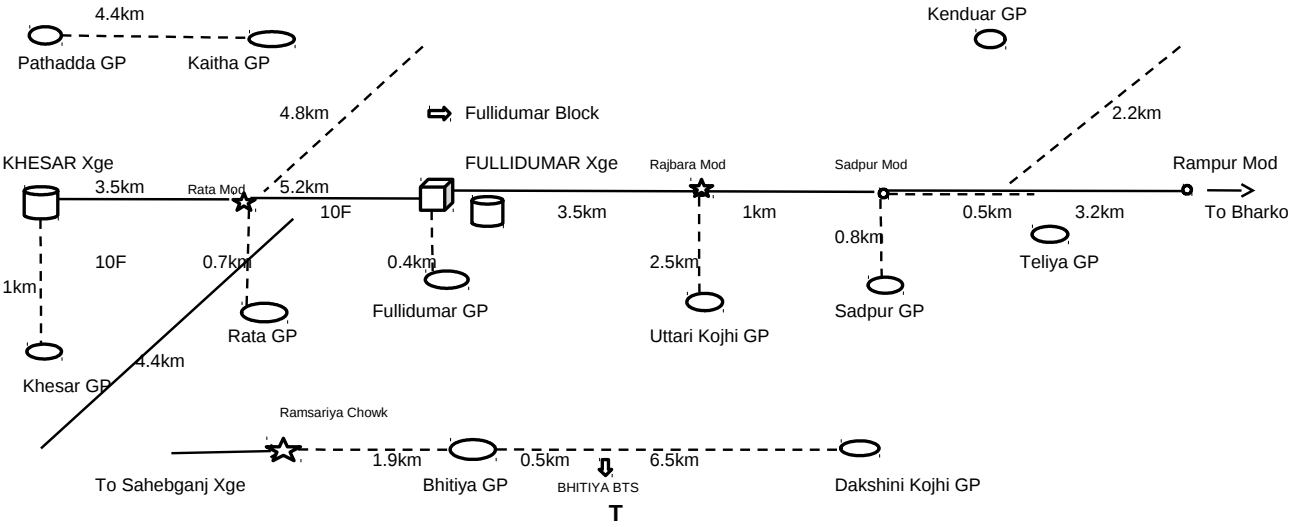 4.4km
Kenduar GP
Pathadda GP
Kaitha GP
4.8km
Fullidumar Block
2.2km
KHESAR Xge
FULLIDUMAR Xge
Rajbara Mod
Sadpur Mod
Rampur Mod
3.5km
Rata Mod
5.2km
10F
3.5km
1km
0.5km
3.2km
To Bharko
0.8km
10F
0.7km
0.4km
2.5km
Teliya GP
1km
Fullidumar GP
Sadpur GP
Rata GP
Uttari Kojhi GP
4.4km
Khesar GP
Ramsariya Chowk
1.9km
0.5km
6.5km
To Sahebganj Xge
Bhitiya GP
BHITIYA BTS
Dakshini Kojhi GP
T